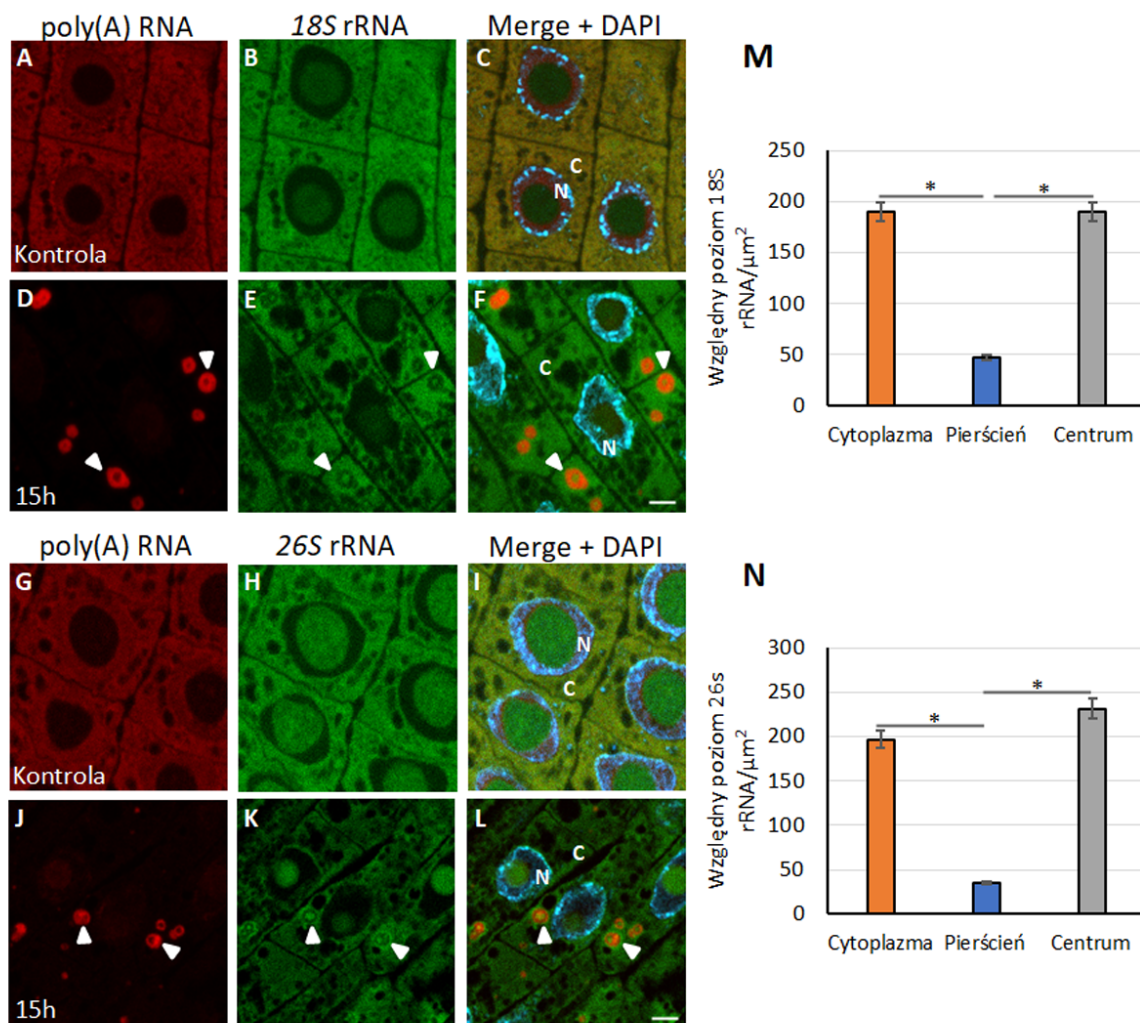 poly(A) RNA 18S rRNA Merge + DAPI
A B C
C
N
Kontrola
D E F
C
N
15h
poly(A) RNA 26S rRNA Merge + DAPI
G H I
N
C
Kontrola
J K L
C
N
15h
M
Względny poziom 18S
rRNA/μm²
250
200
150
100
50
0
* *
Cytoplazma Pierścień Centrum
N
Względny poziom 26s
rRNA/μm²
300
250
200
150
100
50
0
* *
Cytoplazma Pierścień Centrum